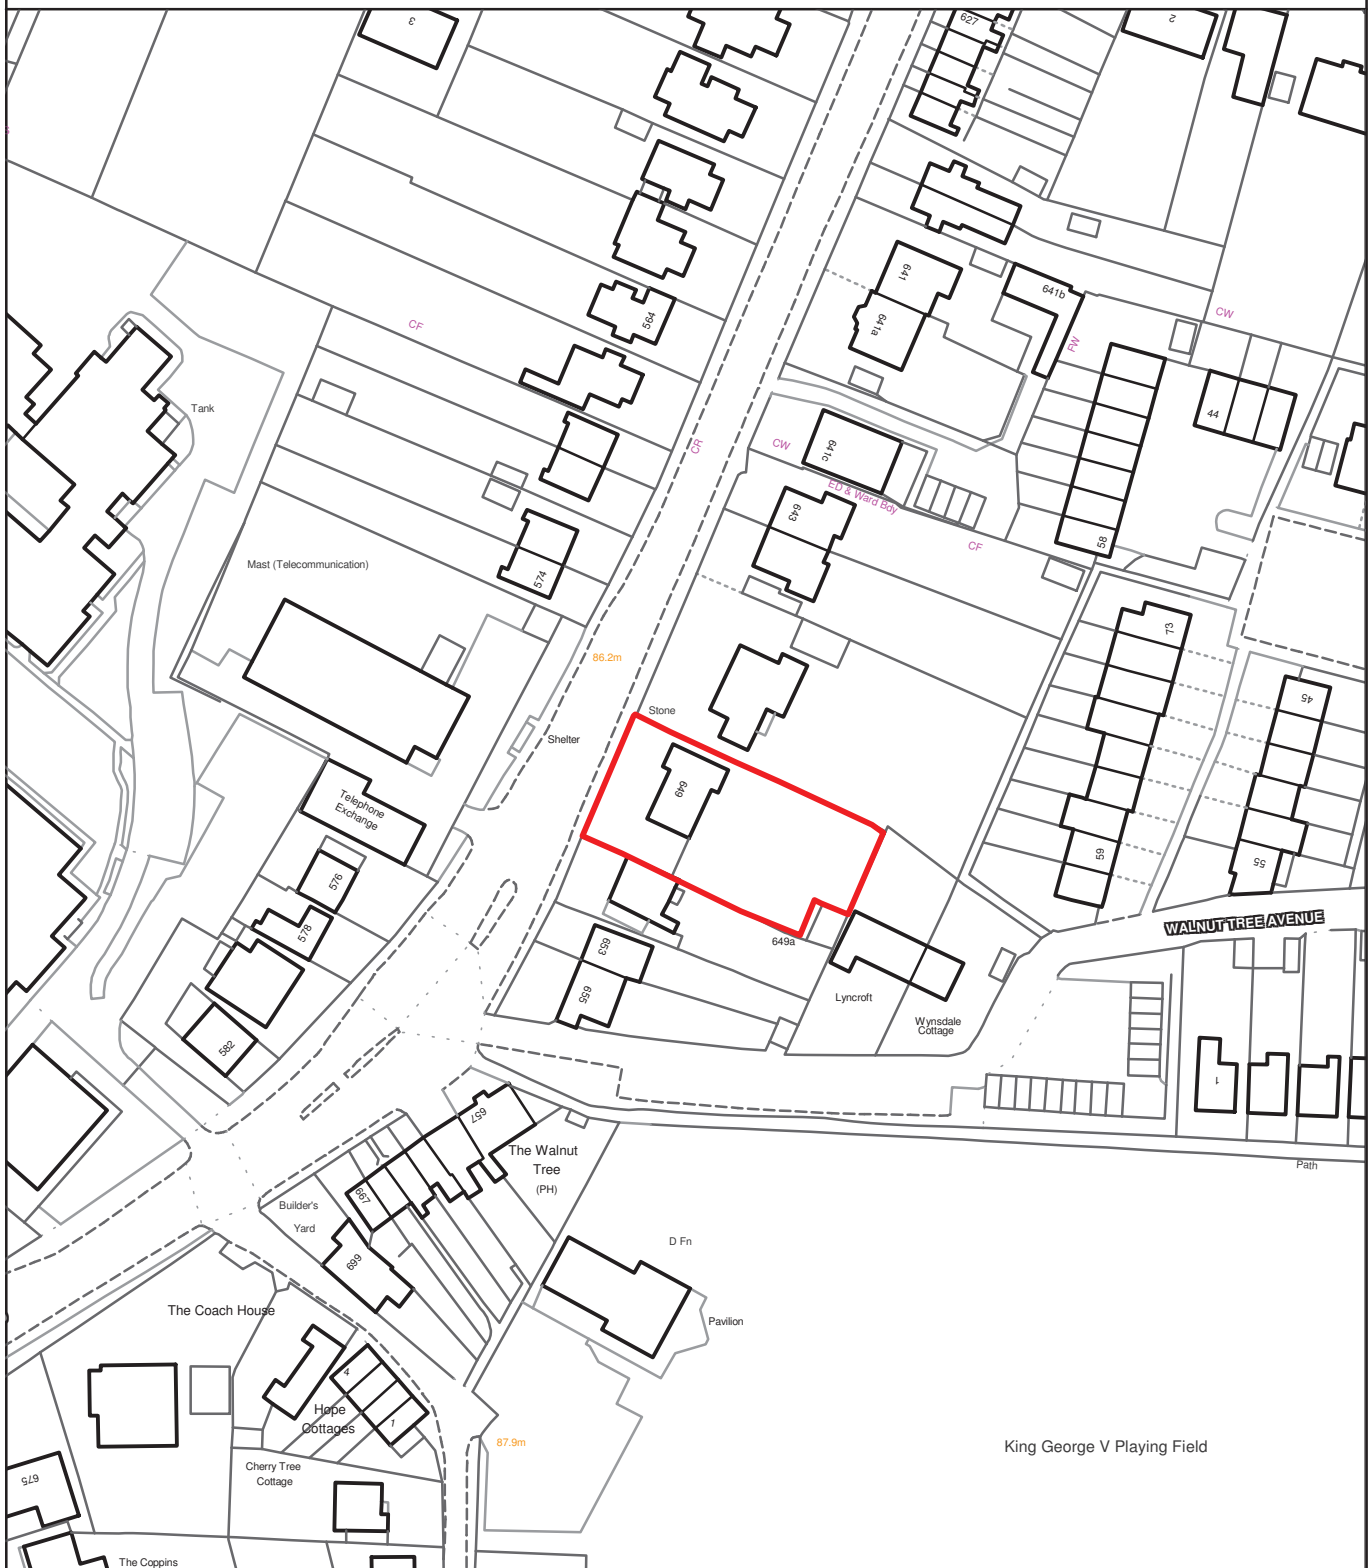 3
627
2
641
641b
641a
564
CF
CW
FW
Tank
44
CR
CW
641c
ED & Ward Bdy
643
CF
58
Mast (Telecommunication)
574
73
86.2m
45
Stone
Shelter
649
Telephone
Exchange
59
55
576
WALNUT TREE AVENUE
578
653
649a
655
Lyncroft
Wynsdale
Cottage
582
1
657
The Walnut
Tree
(PH)
Path
667
Builder's
Yard
699
D Fn
The Coach House
Pavilion
4
Hope
Cottages
1
87.9m
King George V Playing Field
Cherry Tree
Cottage
675
The Coppins